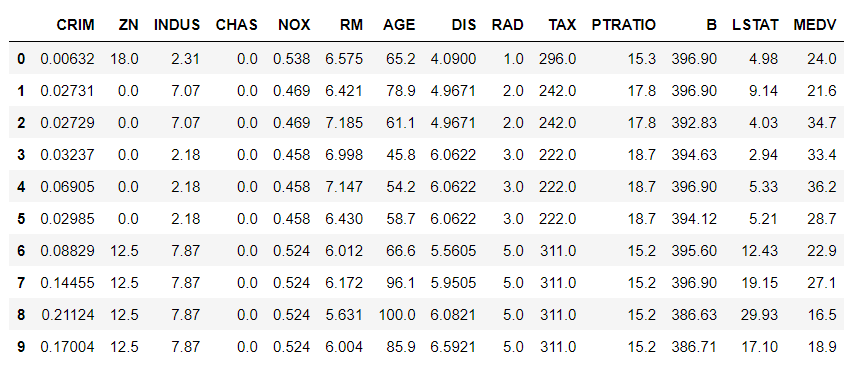 CRIM ZN INDUS CHAS NOX RM AGE DIS RAD TAX PTRATIO B LSTAT MEDV
0 0.00632 18.0 2.31 0.0 0.538 6.575 65.2 4.0900 1.0 296.0 15.3 396.90 4.98 24.0
1 0.02731 0.0 7.07 0.0 0.469 6.421 78.9 4.9671 2.0 242.0 17.8 396.90 9.14 21.6
2 0.02729 0.0 7.07 0.0 0.469 7.185 61.1 4.9671 2.0 242.0 17.8 392.83 4.03 34.7
3 0.03237 0.0 2.18 0.0 0.458 6.998 45.8 6.0622 3.0 222.0 18.7 394.63 2.94 33.4
4 0.06905 0.0 2.18 0.0 0.458 7.147 54.2 6.0622 3.0 222.0 18.7 396.90 5.33 36.2
5 0.02985 0.0 2.18 0.0 0.458 6.430 58.7 6.0622 3.0 222.0 18.7 394.12 5.21 28.7
6 0.08829 12.5 7.87 0.0 0.524 6.012 66.6 5.5605 5.0 311.0 15.2 395.60 12.43 22.9
7 0.14455 12.5 7.87 0.0 0.524 6.172 96.1 5.9505 5.0 311.0 15.2 396.90 19.15 27.1
8 0.21124 12.5 7.87 0.0 0.524 5.631 100.0 6.0821 5.0 311.0 15.2 386.63 29.93 16.5
9 0.17004 12.5 7.87 0.0 0.524 6.004 85.9 6.5921 5.0 311.0 15.2 386.71 17.10 18.9